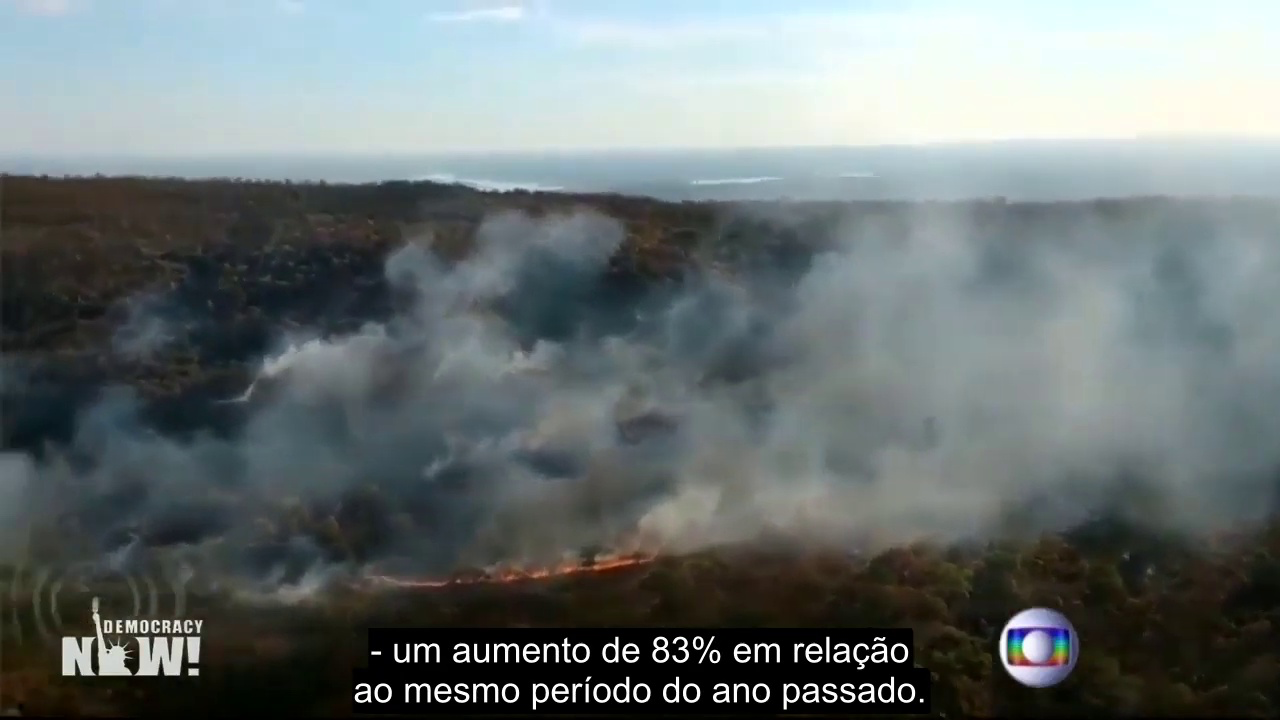 DEMOCRACY
NOW!
- um aumento de 83% em relação
ao mesmo período do ano passado.